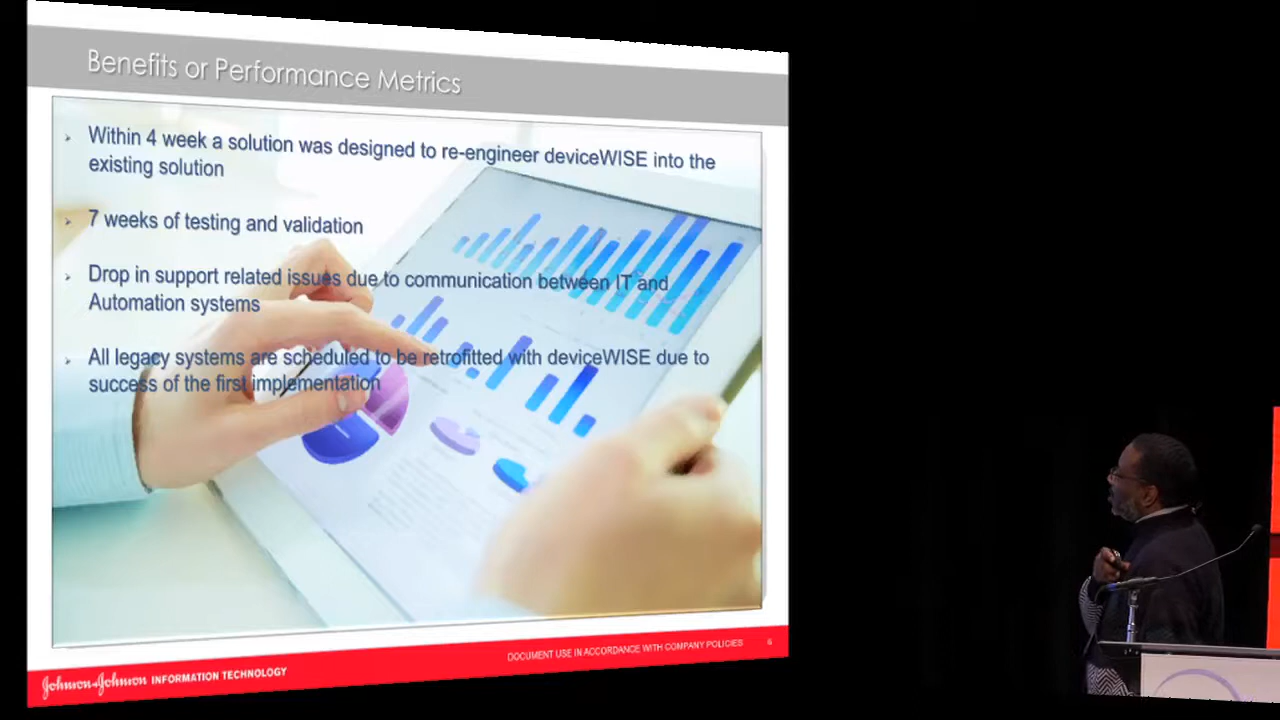 Benefits or Performance Metrics
Within 4 week a solution was designed to re-engineer deviceWISE into the
existing solution
7 weeks of testing and validation
Drop in support related issues due to communication between IT and
Automation systems
All legacy systems are scheduled to be retrofitted with deviceWISE due to
success of the first implementation
Johnson & Johnson INFORMATION TECHNOLOGY
DOCUMENT USE IN ACCORDANCE WITH COMPANY POLICIES 6